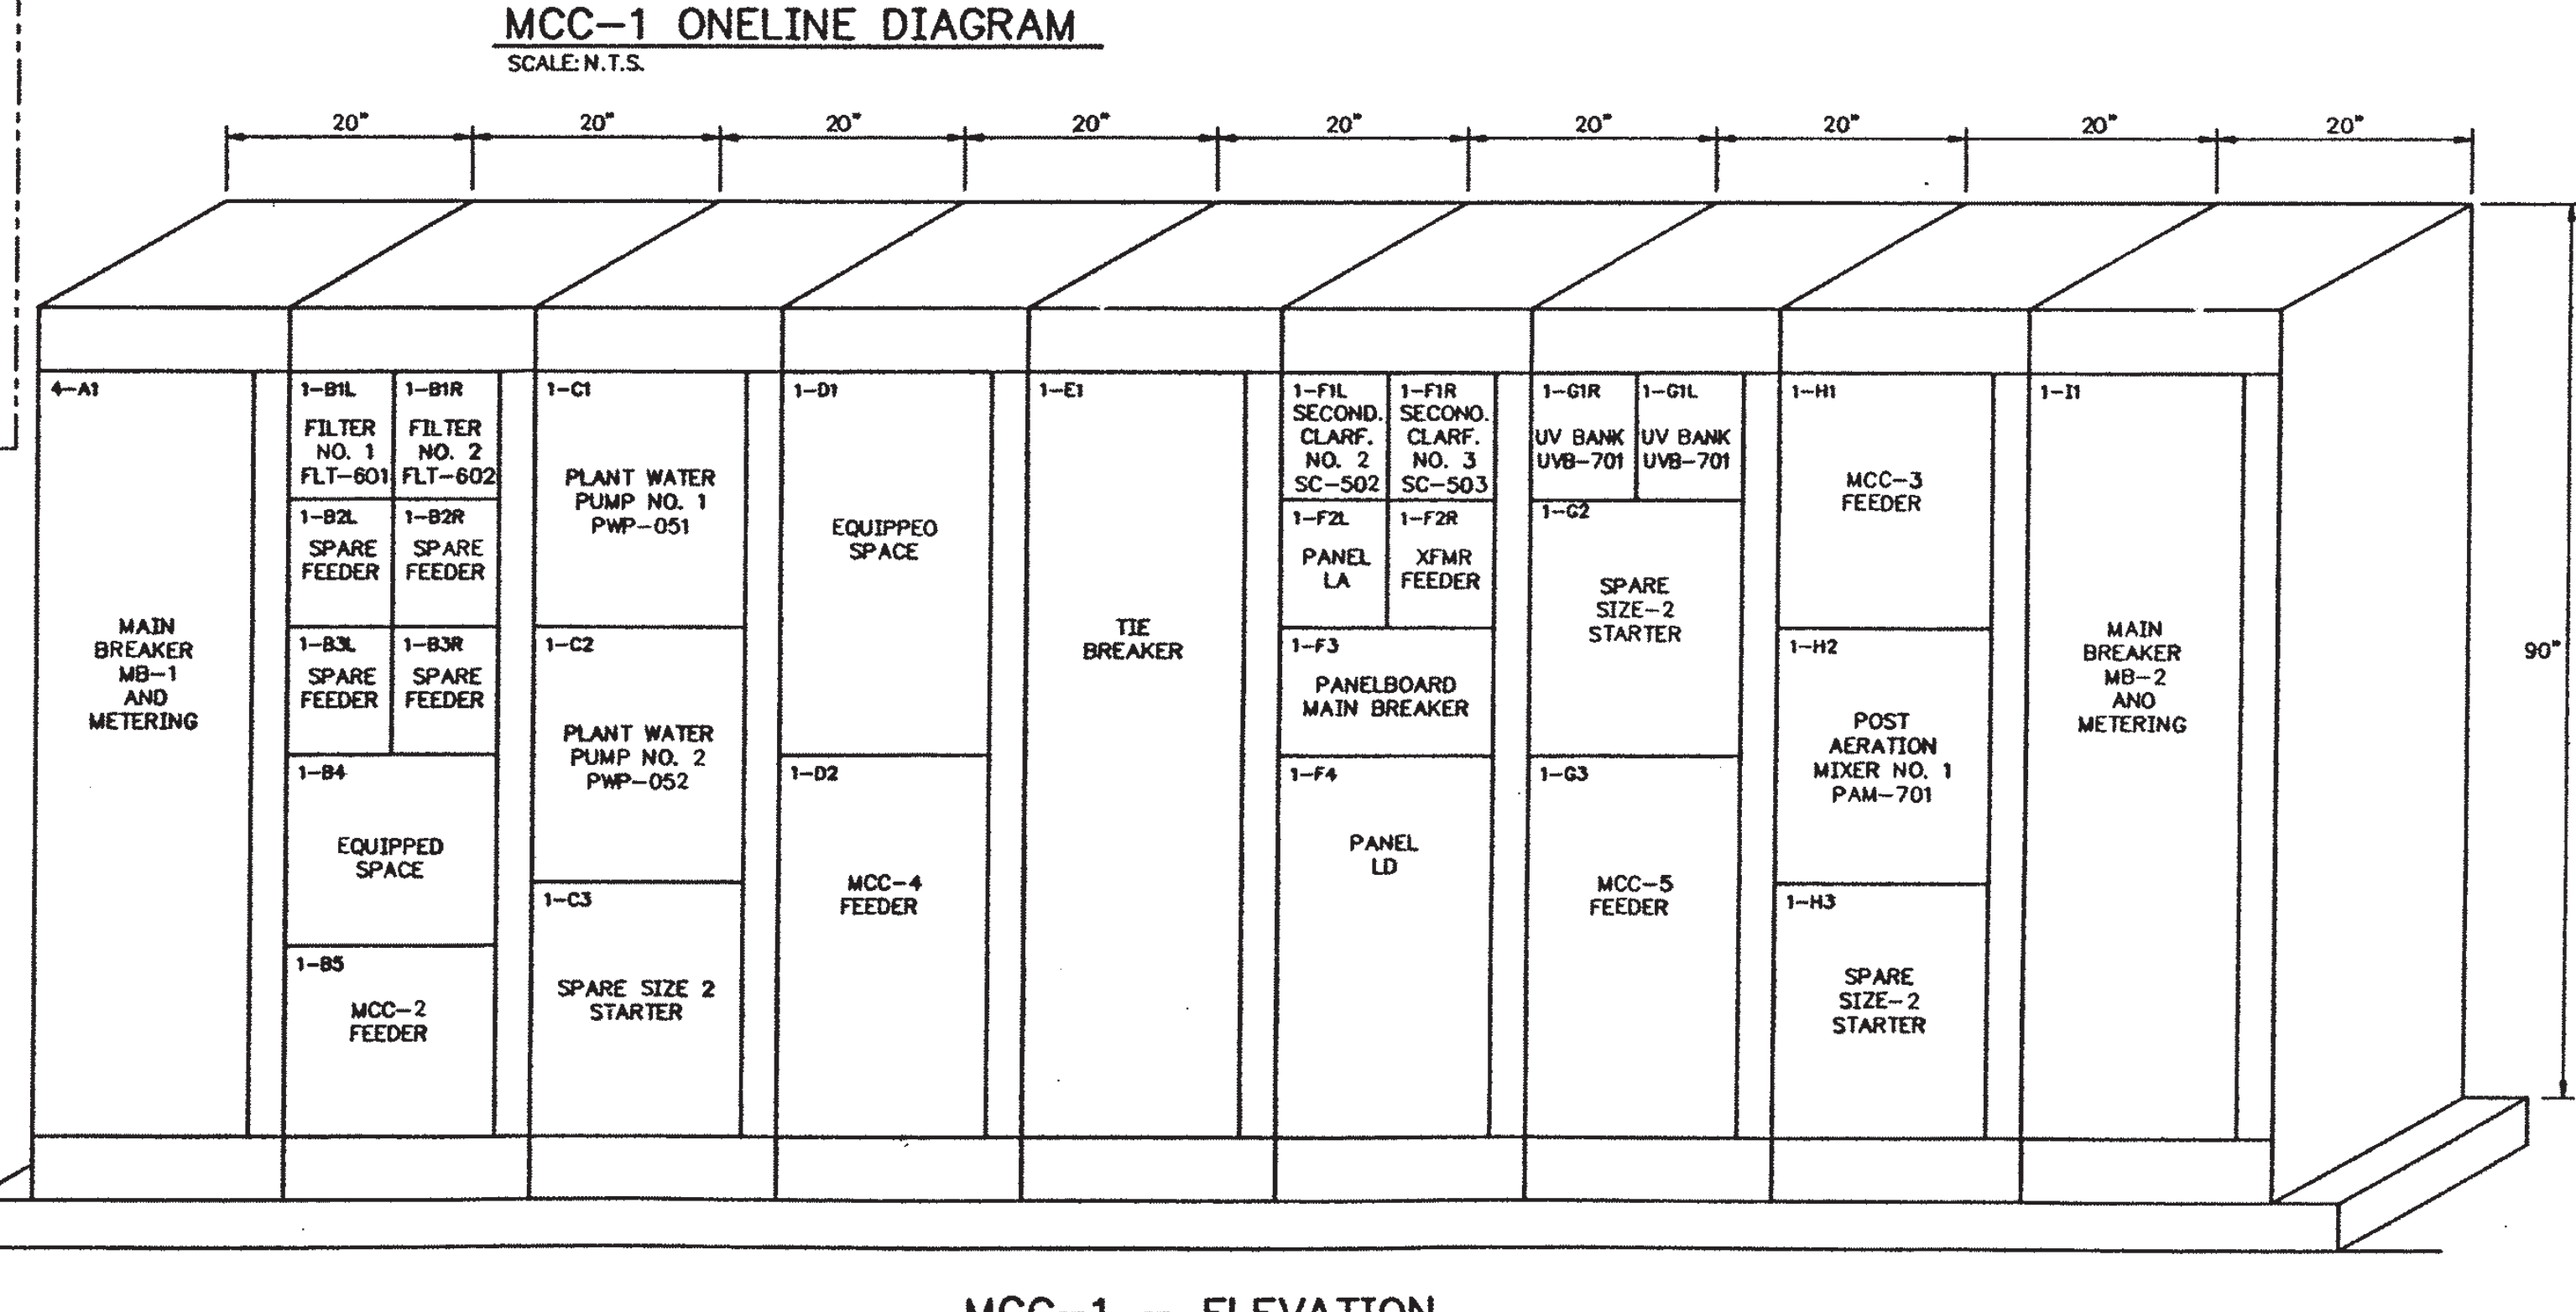 MCC-1 ONELINE DIAGRAM
SCALE: N.T.S.
20" 20" 20" 20" 20" 20" 20" 20" 20"
90"
4-A1
MAIN
BREAKER
MB-1
AND
METERING
1-B1L
FILTER
NO. 1
FLT-601
1-B1R
FILTER
NO. 2
FLT-602
1-B2L
SPARE
FEEDER
1-B2R
SPARE
FEEDER
1-B3L
SPARE
FEEDER
1-B3R
SPARE
FEEDER
1-B4
EQUIPPED
SPACE
1-B5
MCC-2
FEEDER
1-C1
PLANT WATER
PUMP NO. 1
PWP-051
1-C2
PLANT WATER
PUMP NO. 2
PWP-052
1-C3
SPARE SIZE 2
STARTER
1-D1
EQUIPPEO
SPACE
1-D2
MCC-4
FEEDER
1-E1
TIE
BREAKER
1-F1L
SECOND.
CLARF.
NO. 2
SC-502
1-F1R
SECONO.
CLARF.
NO. 3
SC-503
1-F2L
PANEL
LA
1-F2R
XFMR
FEEDER
1-F3
PANELBOARD
MAIN BREAKER
1-F4
PANEL
LD
1-G1R
UV BANK
UVB-701
1-G1L
UV BANK
UVB-701
1-G2
SPARE
SIZE-2
STARTER
1-G3
MCC-5
FEEDER
1-H1
MCC-3
FEEDER
1-H2
POST
AERATION
MIXER NO. 1
PAM-701
1-H3
SPARE
SIZE-2
STARTER
1-I1
MAIN
BREAKER
MB-2
AND
METERING
MCC-1 - ELEVATION